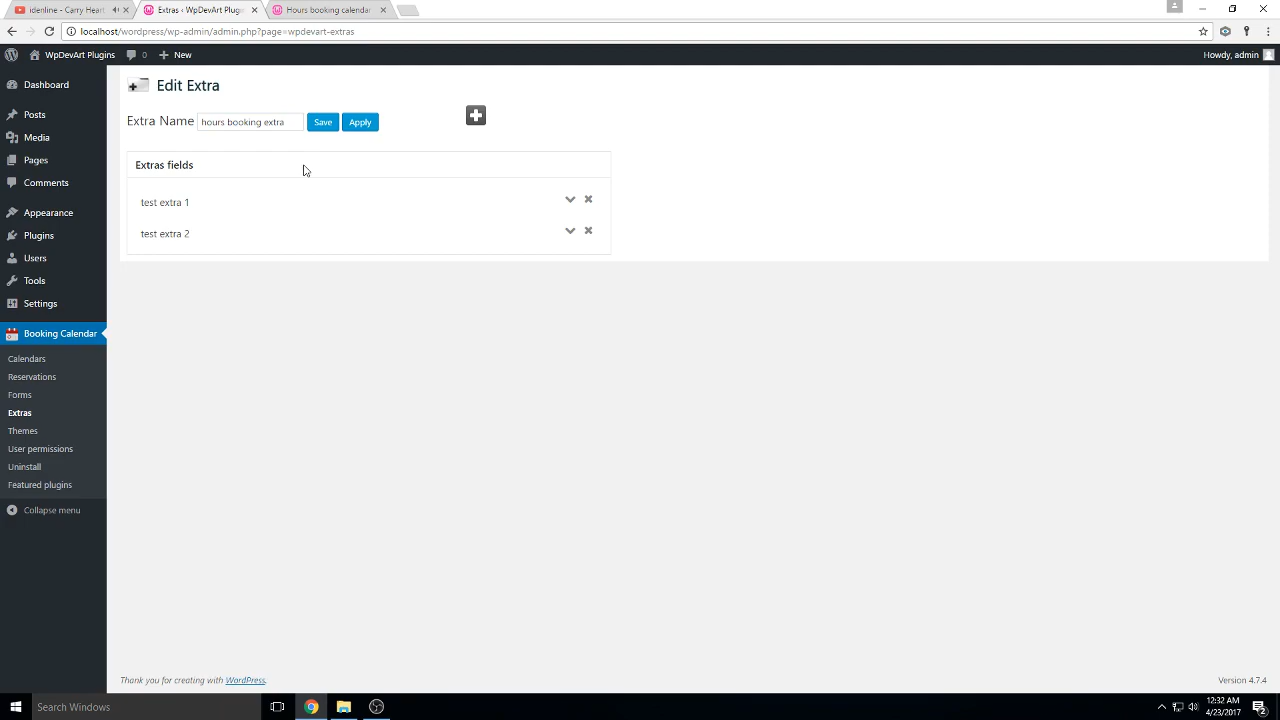 idenline - Carry Heart
Extras ‹ WpDevArt Plugin
Hours booking calendar
localhost/wordpress/wp-admin/admin.php?page=wpdevart-extras
WpDevArt Plugins
0
New
Howdy, admin
Dashboard
Posts
Media
Pages
Comments
Appearance
Plugins
Users
Tools
Settings
Booking Calendar
Calendars
Reservations
Forms
Extras
Themes
User permissions
Uninstall
Featured plugins
Collapse menu
Edit Extra
Extra Name
hours booking extra
Save
Apply
Extras fields
test extra 1
test extra 2
Thank you for creating with WordPress.
Version 4.7.4
Search Windows
12:32 AM
4/23/2017
2